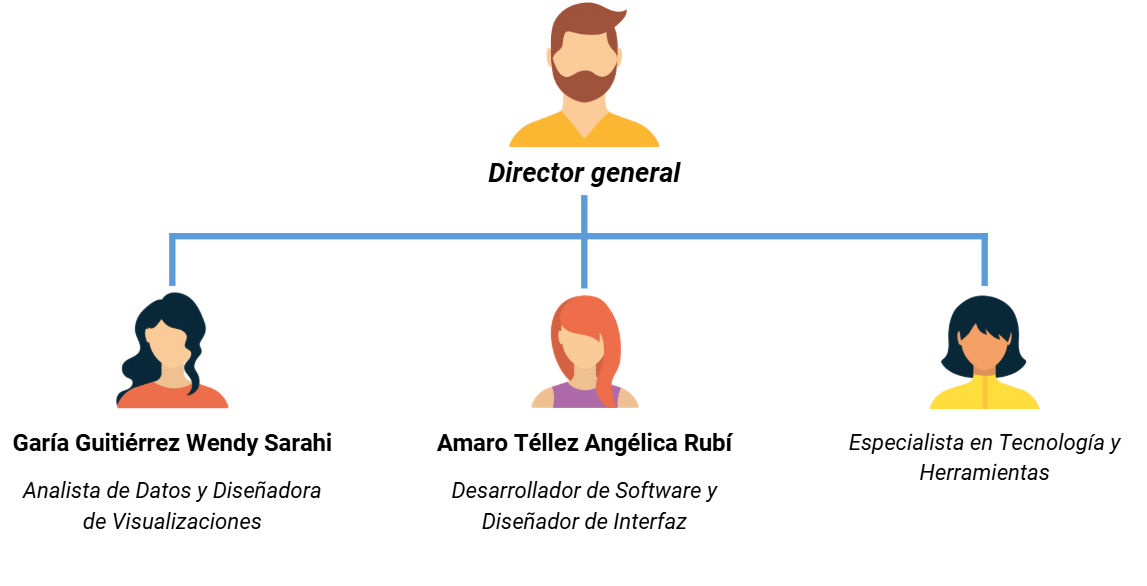 Director general
Garía Guitiérrez Wendy Sarahi
Analista de Datos y Diseñadora
de Visualizaciones
Amaro Téllez Angélica Rubí
Desarrollador de Software y
Diseñador de Interfaz
Especialista en Tecnología y
Herramientas